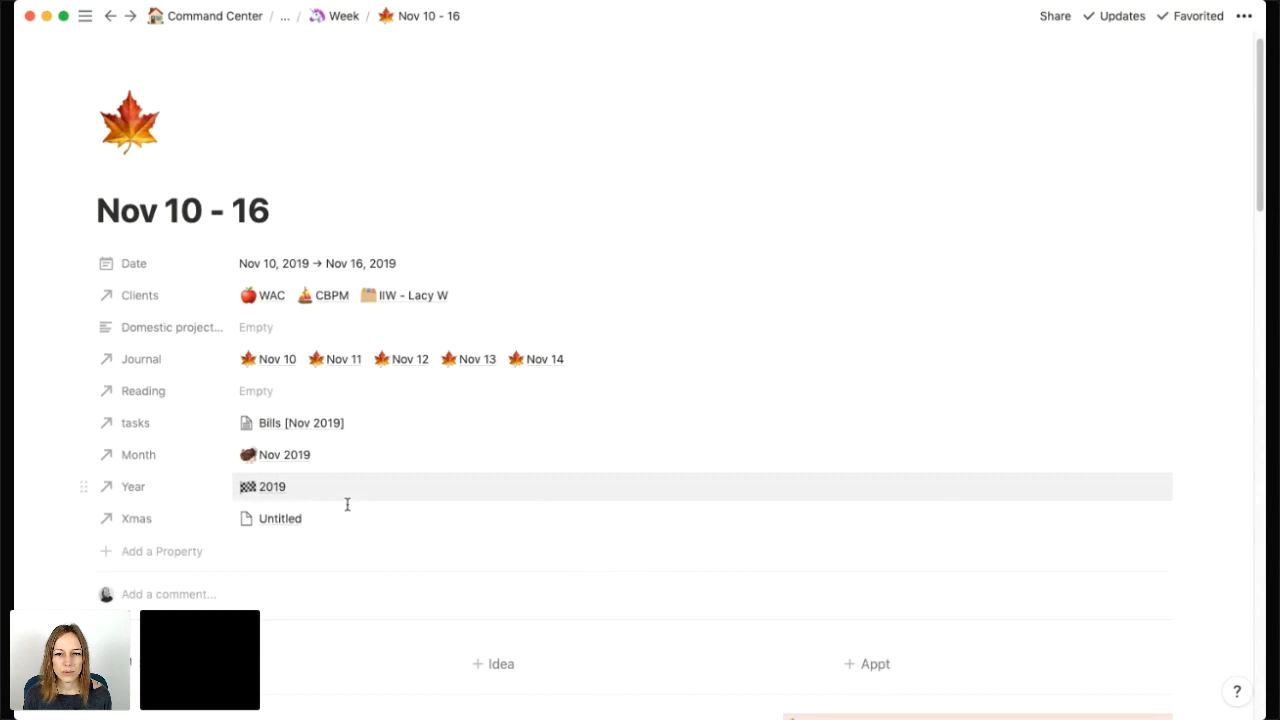 Command Center / ... / Week / Nov 10 - 16
Share Updates Favorited
Nov 10 - 16
Date Nov 10, 2019 → Nov 16, 2019
Clients WAC CBPM IIW - Lacy W
Domestic project... Empty
Journal Nov 10 Nov 11 Nov 12 Nov 13 Nov 14
Reading Empty
tasks Bills [Nov 2019]
Month Nov 2019
Year 2019
Xmas Untitled
+ Add a Property
Add a comment...
+ Idea + Appt
?